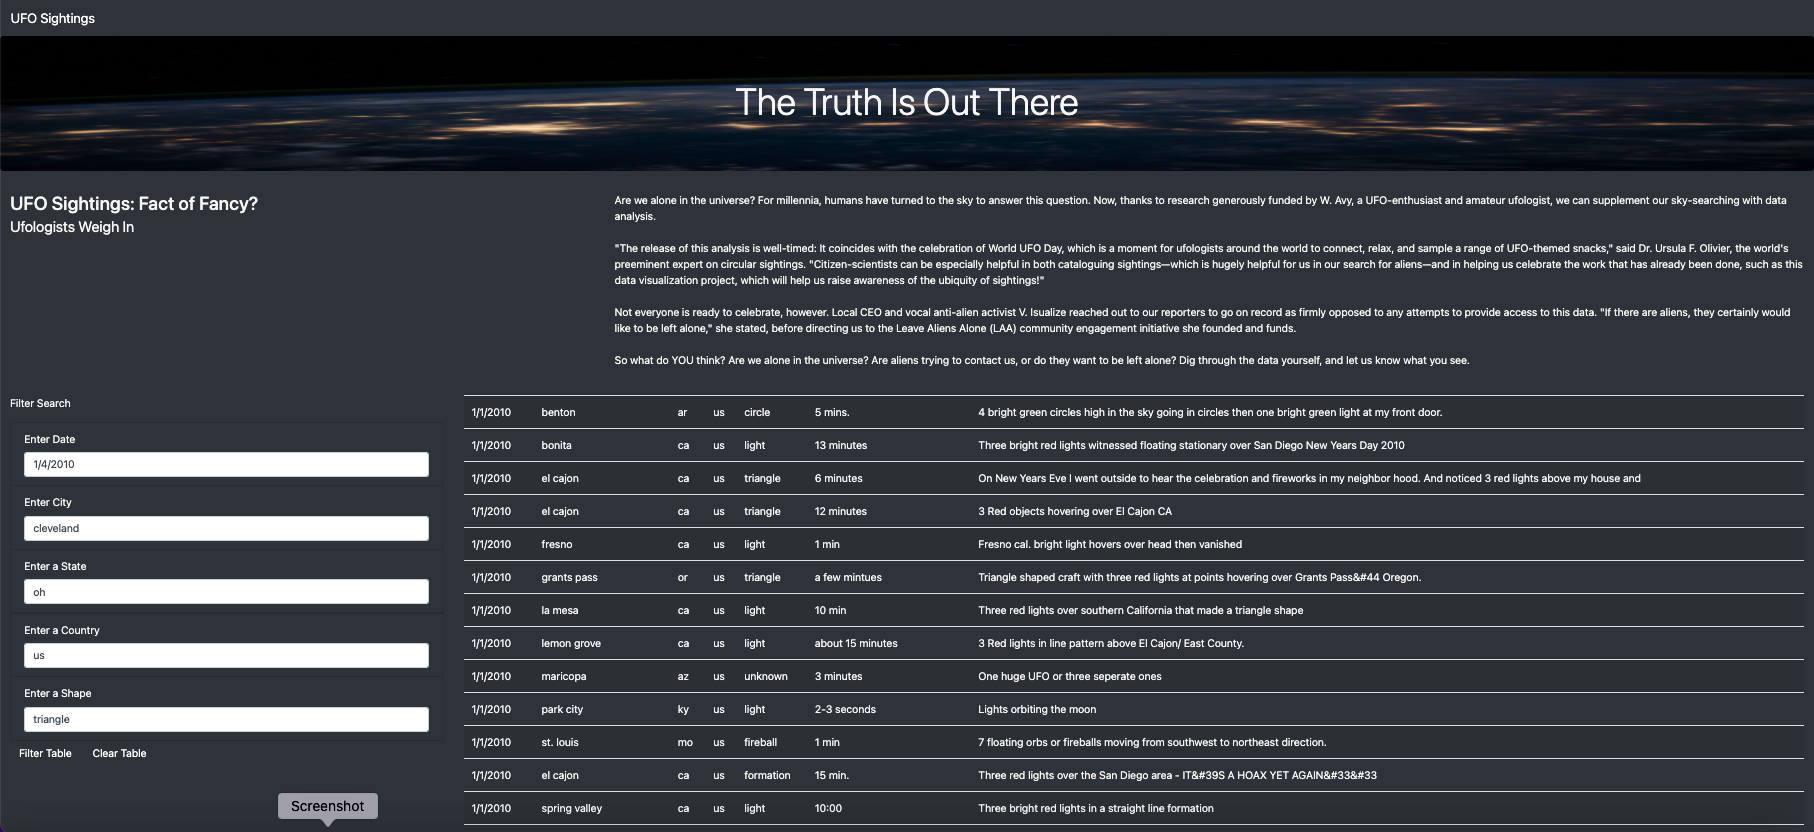 UFO Sightings
The Truth Is Out There
UFO Sightings: Fact of Fancy?
Ufologists Weigh In
Are we alone in the universe? For millennia, humans have turned to the sky to answer this question. Now, thanks to research generously funded by W. Avy, a UFO-enthusiast and amateur ufologist, we can supplement our sky-searching with data
analysis.
"The release of this analysis is well-timed: It coincides with the celebration of World UFO Day, which is a moment for ufologists around the world to connect, relax, and sample a range of UFO-themed snacks," said Dr. Ursula F. Olivier, the world's
preeminent expert on circular sightings. "Citizen-scientists can be especially helpful in both cataloguing sightings—which is hugely helpful for us in our search for aliens—and in helping us celebrate the work that has already been done, such as this
data visualization project, which will help us raise awareness of the ubiquity of sightings!"
Not everyone is ready to celebrate, however. Local CEO and vocal anti-alien activist V. Isualize reached out to our reporters to go on record as firmly opposed to any attempts to provide access to this data. "If there are aliens, they certainly would
like to be left alone," she stated, before directing us to the Leave Aliens Alone (LAA) community engagement initiative she founded and funds.
So what do YOU think? Are we alone in the universe? Are aliens trying to contact us, or do they want to be left alone? Dig through the data yourself, and let us know what you see.
Filter Search
Enter Date
1/4/2010
Enter City
cleveland
Enter a State
oh
Enter a Country
us
Enter a Shape
triangle
Filter Table Clear Table
Screenshot
1/1/2010 benton ar us circle 5 mins. 4 bright green circles high in the sky going in circles then one bright green light at my front door.
1/1/2010 bonita ca us light 13 minutes Three bright red lights witnessed floating stationary over San Diego New Years Day 2010
1/1/2010 el cajon ca us triangle 6 minutes On New Years Eve I went outside to hear the celebration and fireworks in my neighbor hood. And noticed 3 red lights above my house and
1/1/2010 el cajon ca us triangle 12 minutes 3 Red objects hovering over El Cajon CA
1/1/2010 fresno ca us light 1 min Fresno cal. bright light hovers over head then vanished
1/1/2010 grants pass or us triangle a few mintues Triangle shaped craft with three red lights at points hovering over Grants Pass&#44 Oregon.
1/1/2010 la mesa ca us light 10 min Three red lights over southern California that made a triangle shape
1/1/2010 lemon grove ca us light about 15 minutes 3 Red lights in line pattern above El Cajon/ East County.
1/1/2010 maricopa az us unknown 3 minutes One huge UFO or three seperate ones
1/1/2010 park city ky us light 2-3 seconds Lights orbiting the moon
1/1/2010 st. louis mo us fireball 1 min 7 floating orbs or fireballs moving from southwest to northeast direction.
1/1/2010 el cajon ca us formation 15 min. Three red lights over the San Diego area - IT&#39S A HOAX YET AGAIN&#33&#33
1/1/2010 spring valley ca us light 10:00 Three bright red lights in a straight line formation